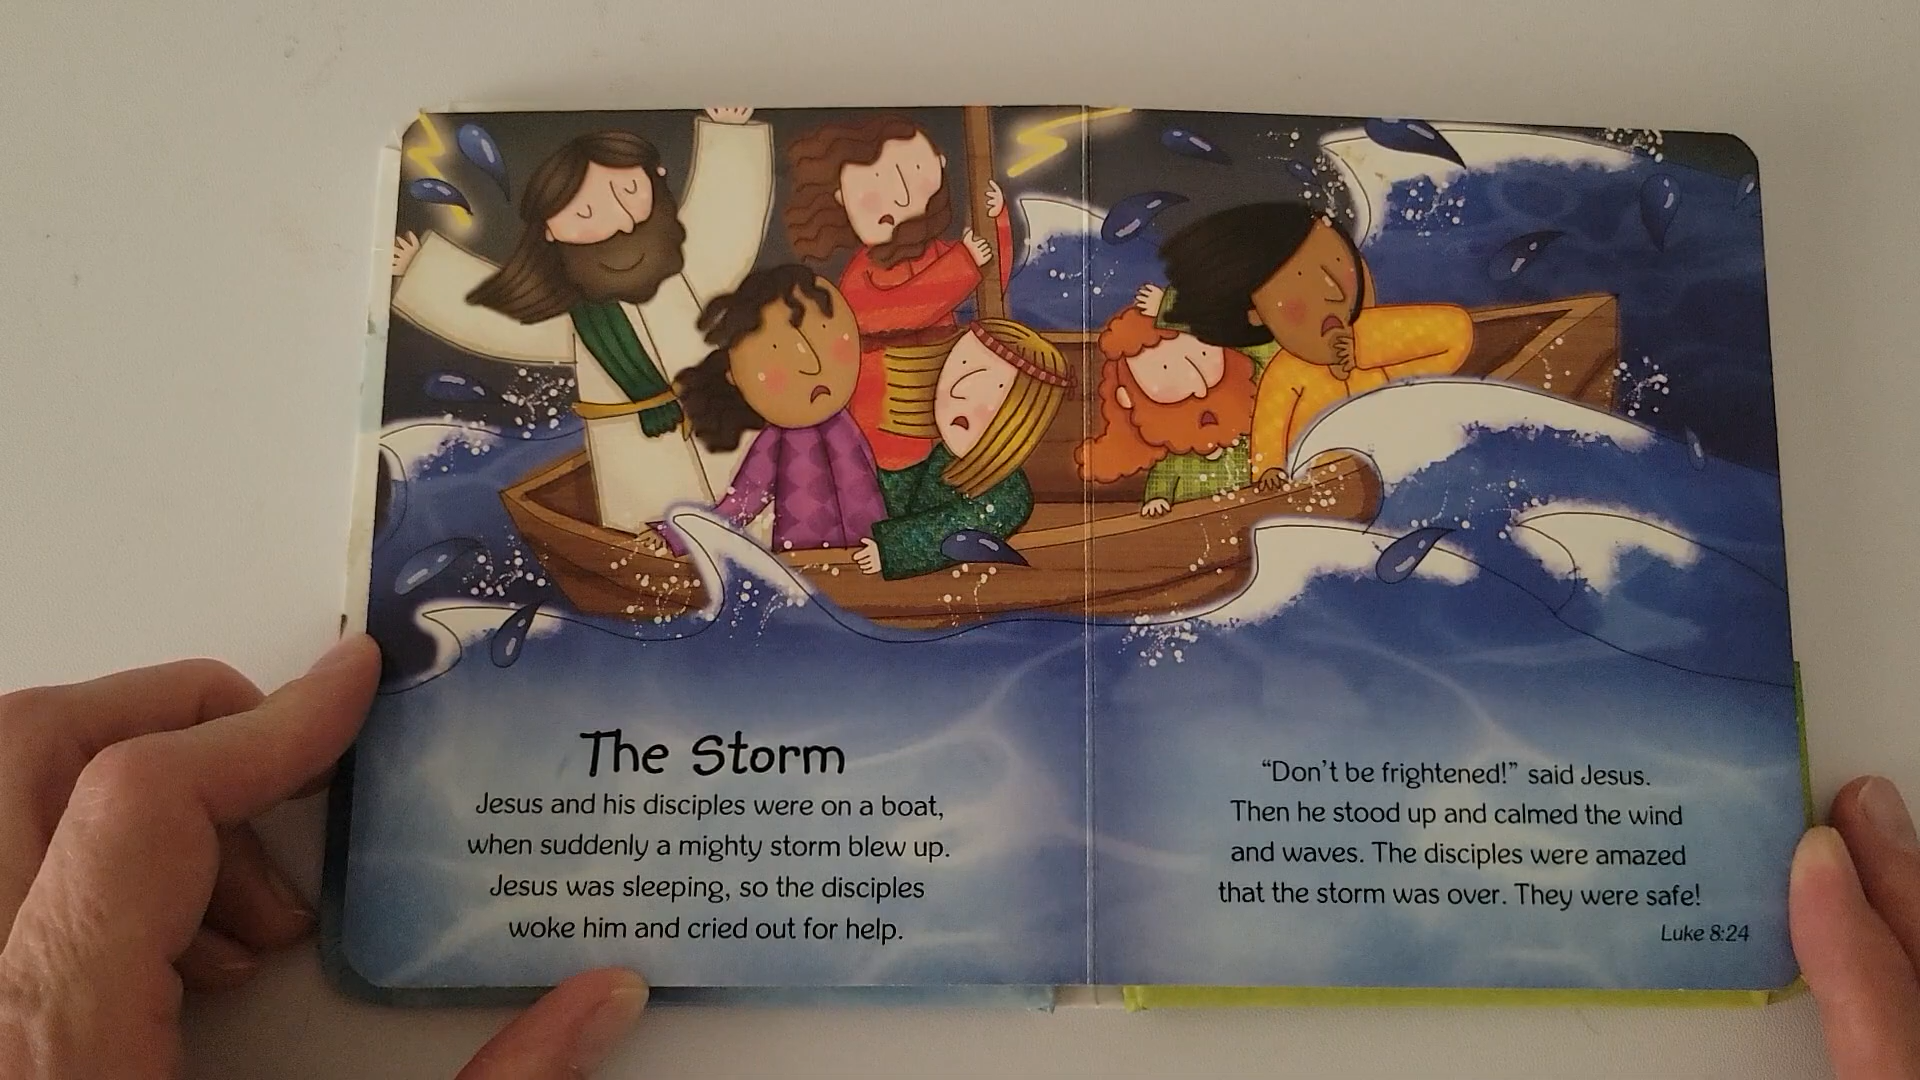 The Storm
Jesus and his disciples were on a boat,
when suddenly a mighty storm blew up.
Jesus was sleeping, so the disciples
woke him and cried out for help.
“Don’t be frightened!” said Jesus.
Then he stood up and calmed the wind
and waves. The disciples were amazed
that the storm was over. They were safe!
Luke 8:24